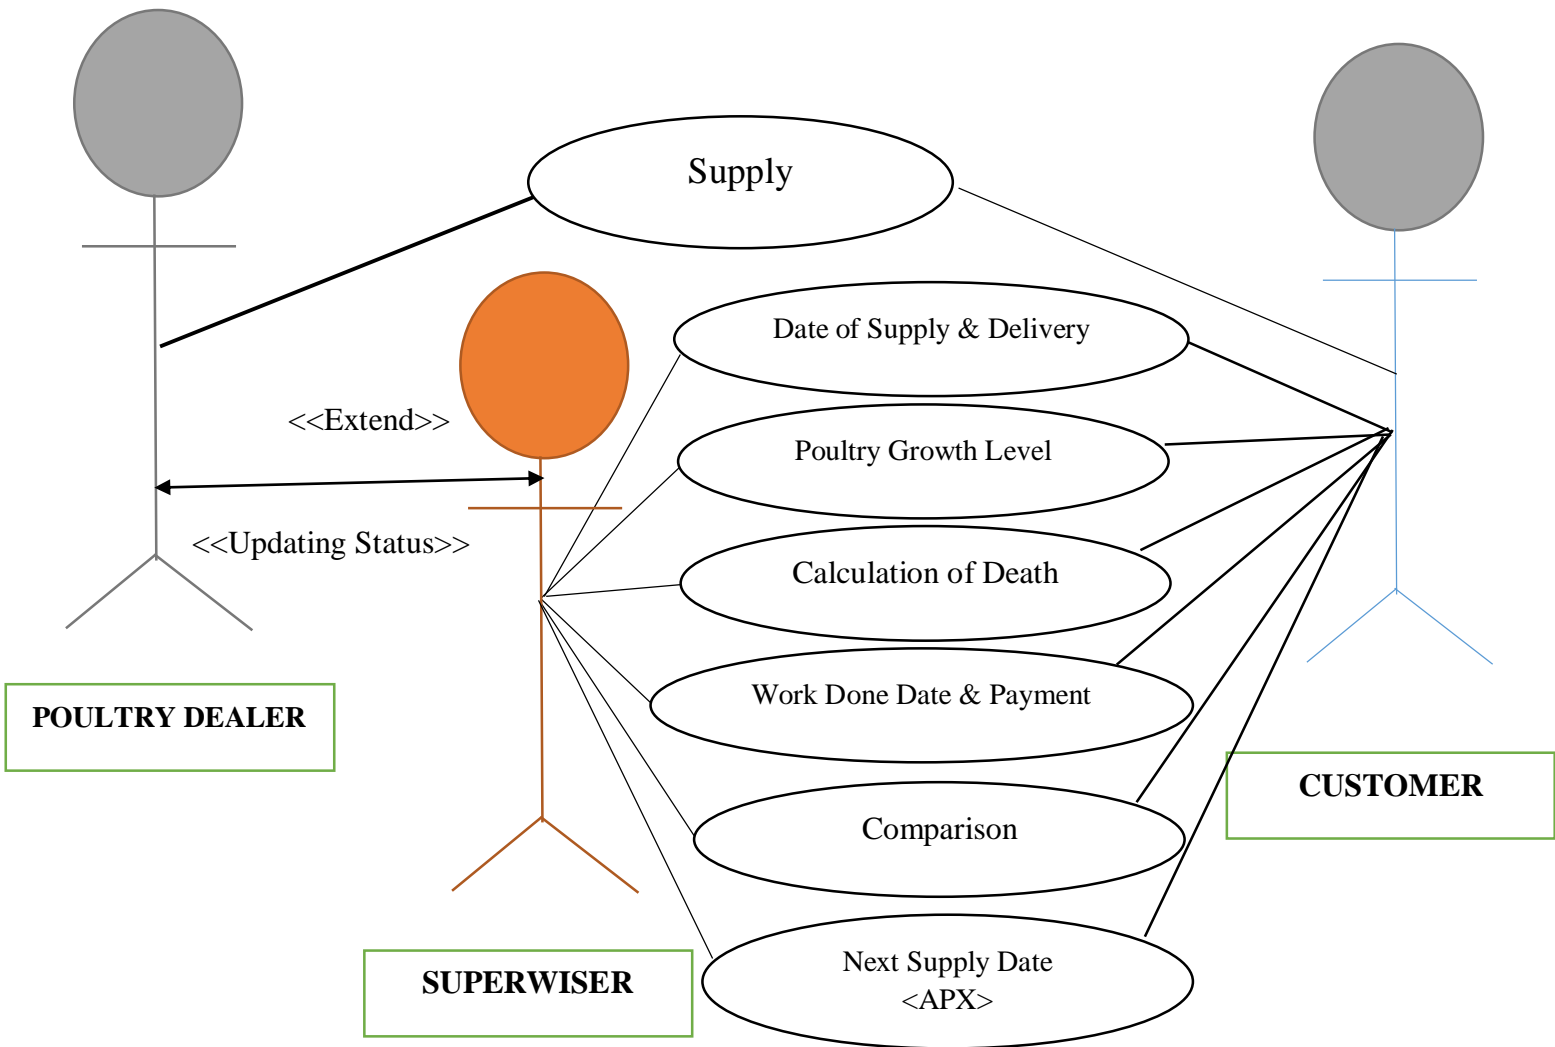 Supply
Date of Supply & Delivery
<<Extend>>
Poultry Growth Level
<<Updating Status>>
Calculation of Death
Work Done Date & Payment
POULTRY DEALER
CUSTOMER
Comparison
SUPERWISER
Next Supply Date
<APX>